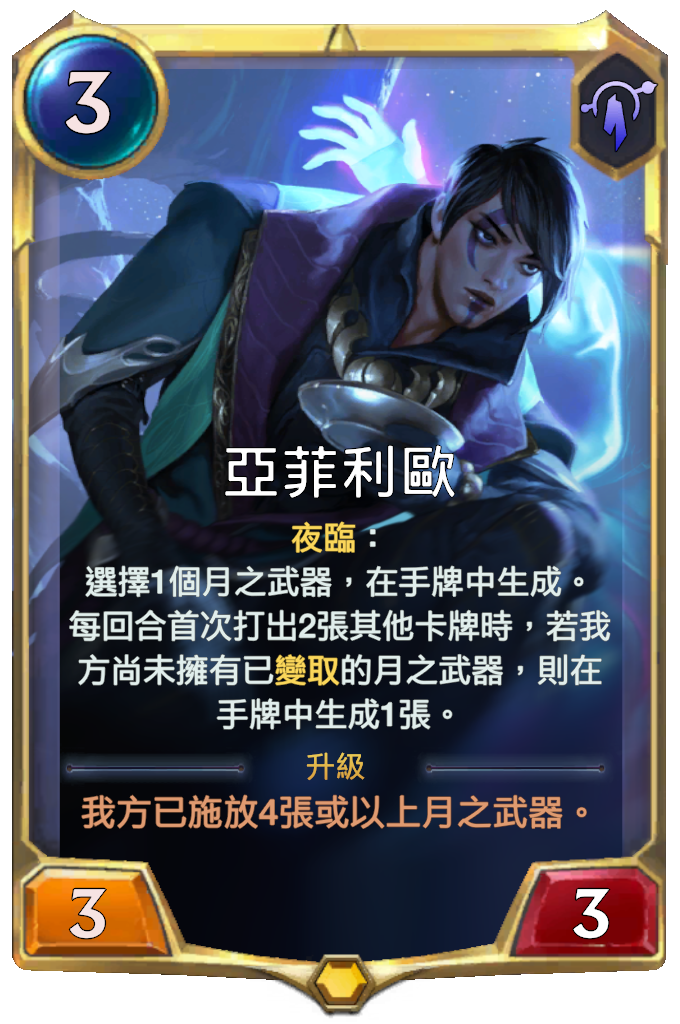 3
亞菲利歐
夜臨：
選擇1個月之武器，在手牌中生成。
每回合首次打出2張其他卡牌時，若我
方尚未擁有已變取的月之武器，則在
手牌中生成1張。
升級
我方已施放4張或以上月之武器。
3
3